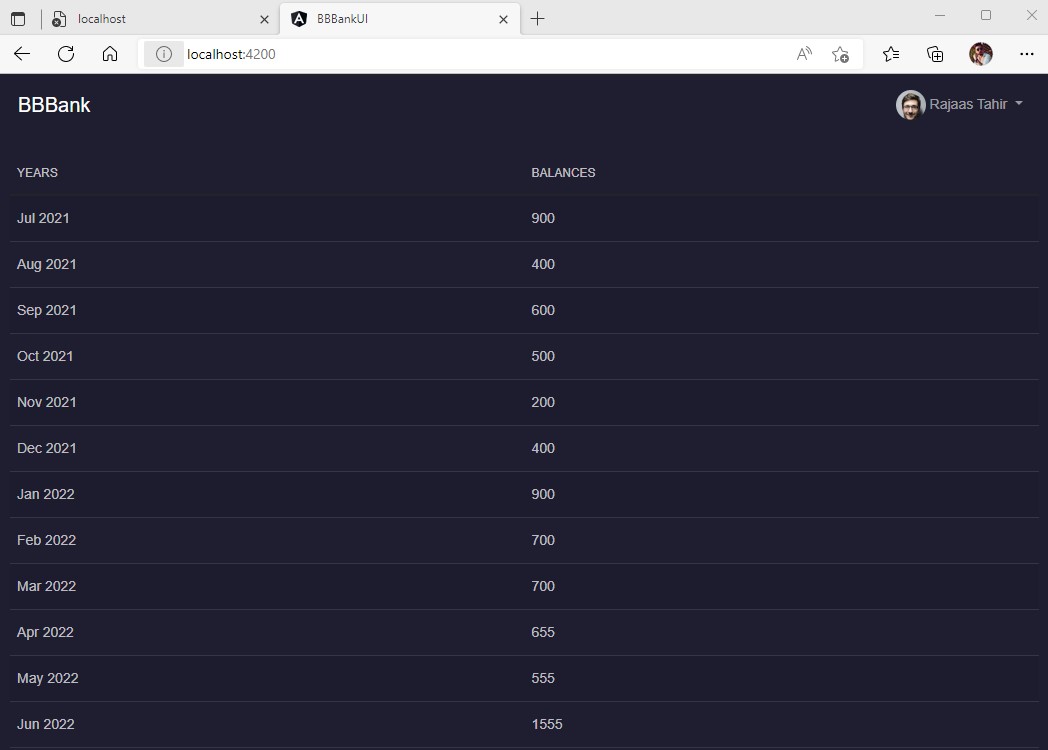 localhost
BBBankUI
localhost:4200
BBBank
Rajaas Tahir
YEARS BALANCES
Jul 2021 900
Aug 2021 400
Sep 2021 600
Oct 2021 500
Nov 2021 200
Dec 2021 400
Jan 2022 900
Feb 2022 700
Mar 2022 700
Apr 2022 655
May 2022 555
Jun 2022 1555